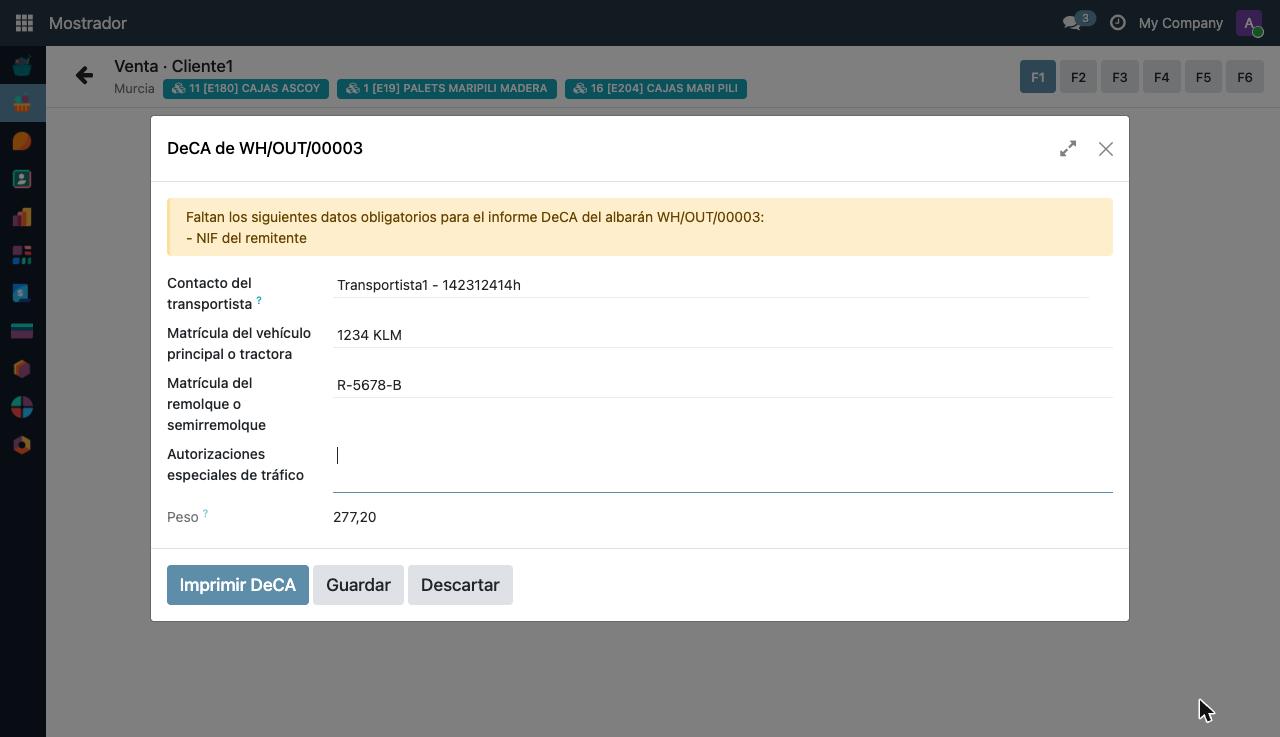 Mostrador
3
My Company
A
Venta · Cliente1
Murcia
11 [E180] CAJAS ASCOY
1 [E19] PALETS MARIPILI MADERA
16 [E204] CAJAS MARI PILI
F1
F2
F3
F4
F5
F6
DeCA de WH/OUT/00003
Faltan los siguientes datos obligatorios para el informe DeCA del albarán WH/OUT/00003:
- NIF del remitente
Contacto del
transportista ?
Transportista1 - 142312414h
Matrícula del vehículo
principal o tractora
1234 KLM
Matrícula del
remolque o
semirremolque
R-5678-B
Autorizaciones
especiales de tráfico
Peso ?
277,20
Imprimir DeCA
Guardar
Descartar